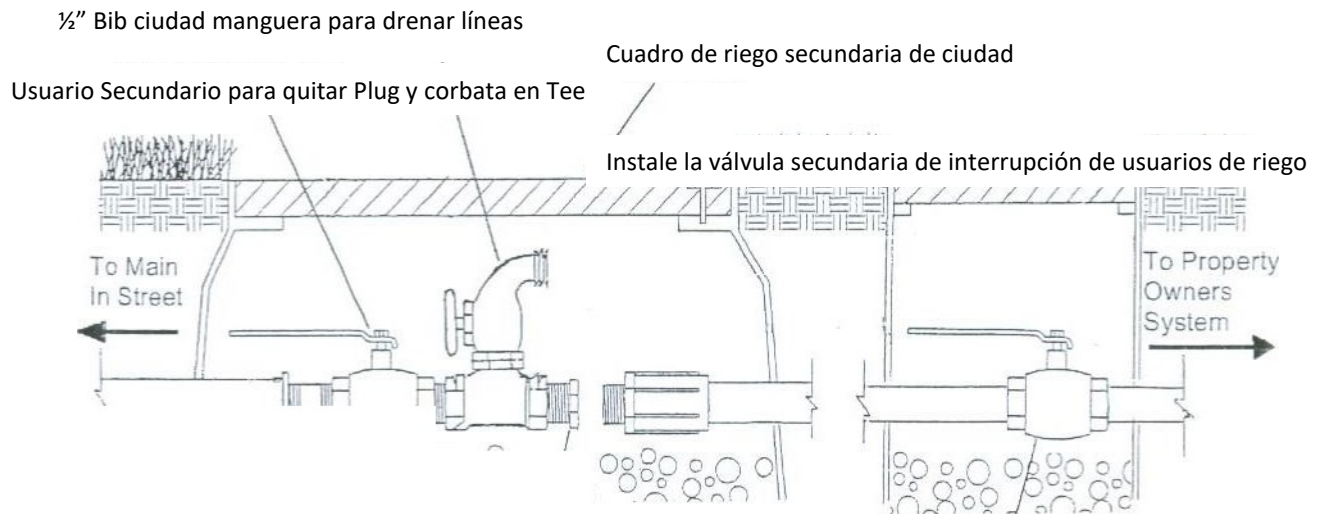 ½” Bib ciudad manguera para drenar líneas
Cuadro de riego secundaria de ciudad
Usuario Secundario para quitar Plug y corbata en Tee
Instale la válvula secundaria de interrupción de usuarios de riego
To Main
In Street
To Property
Owners
System